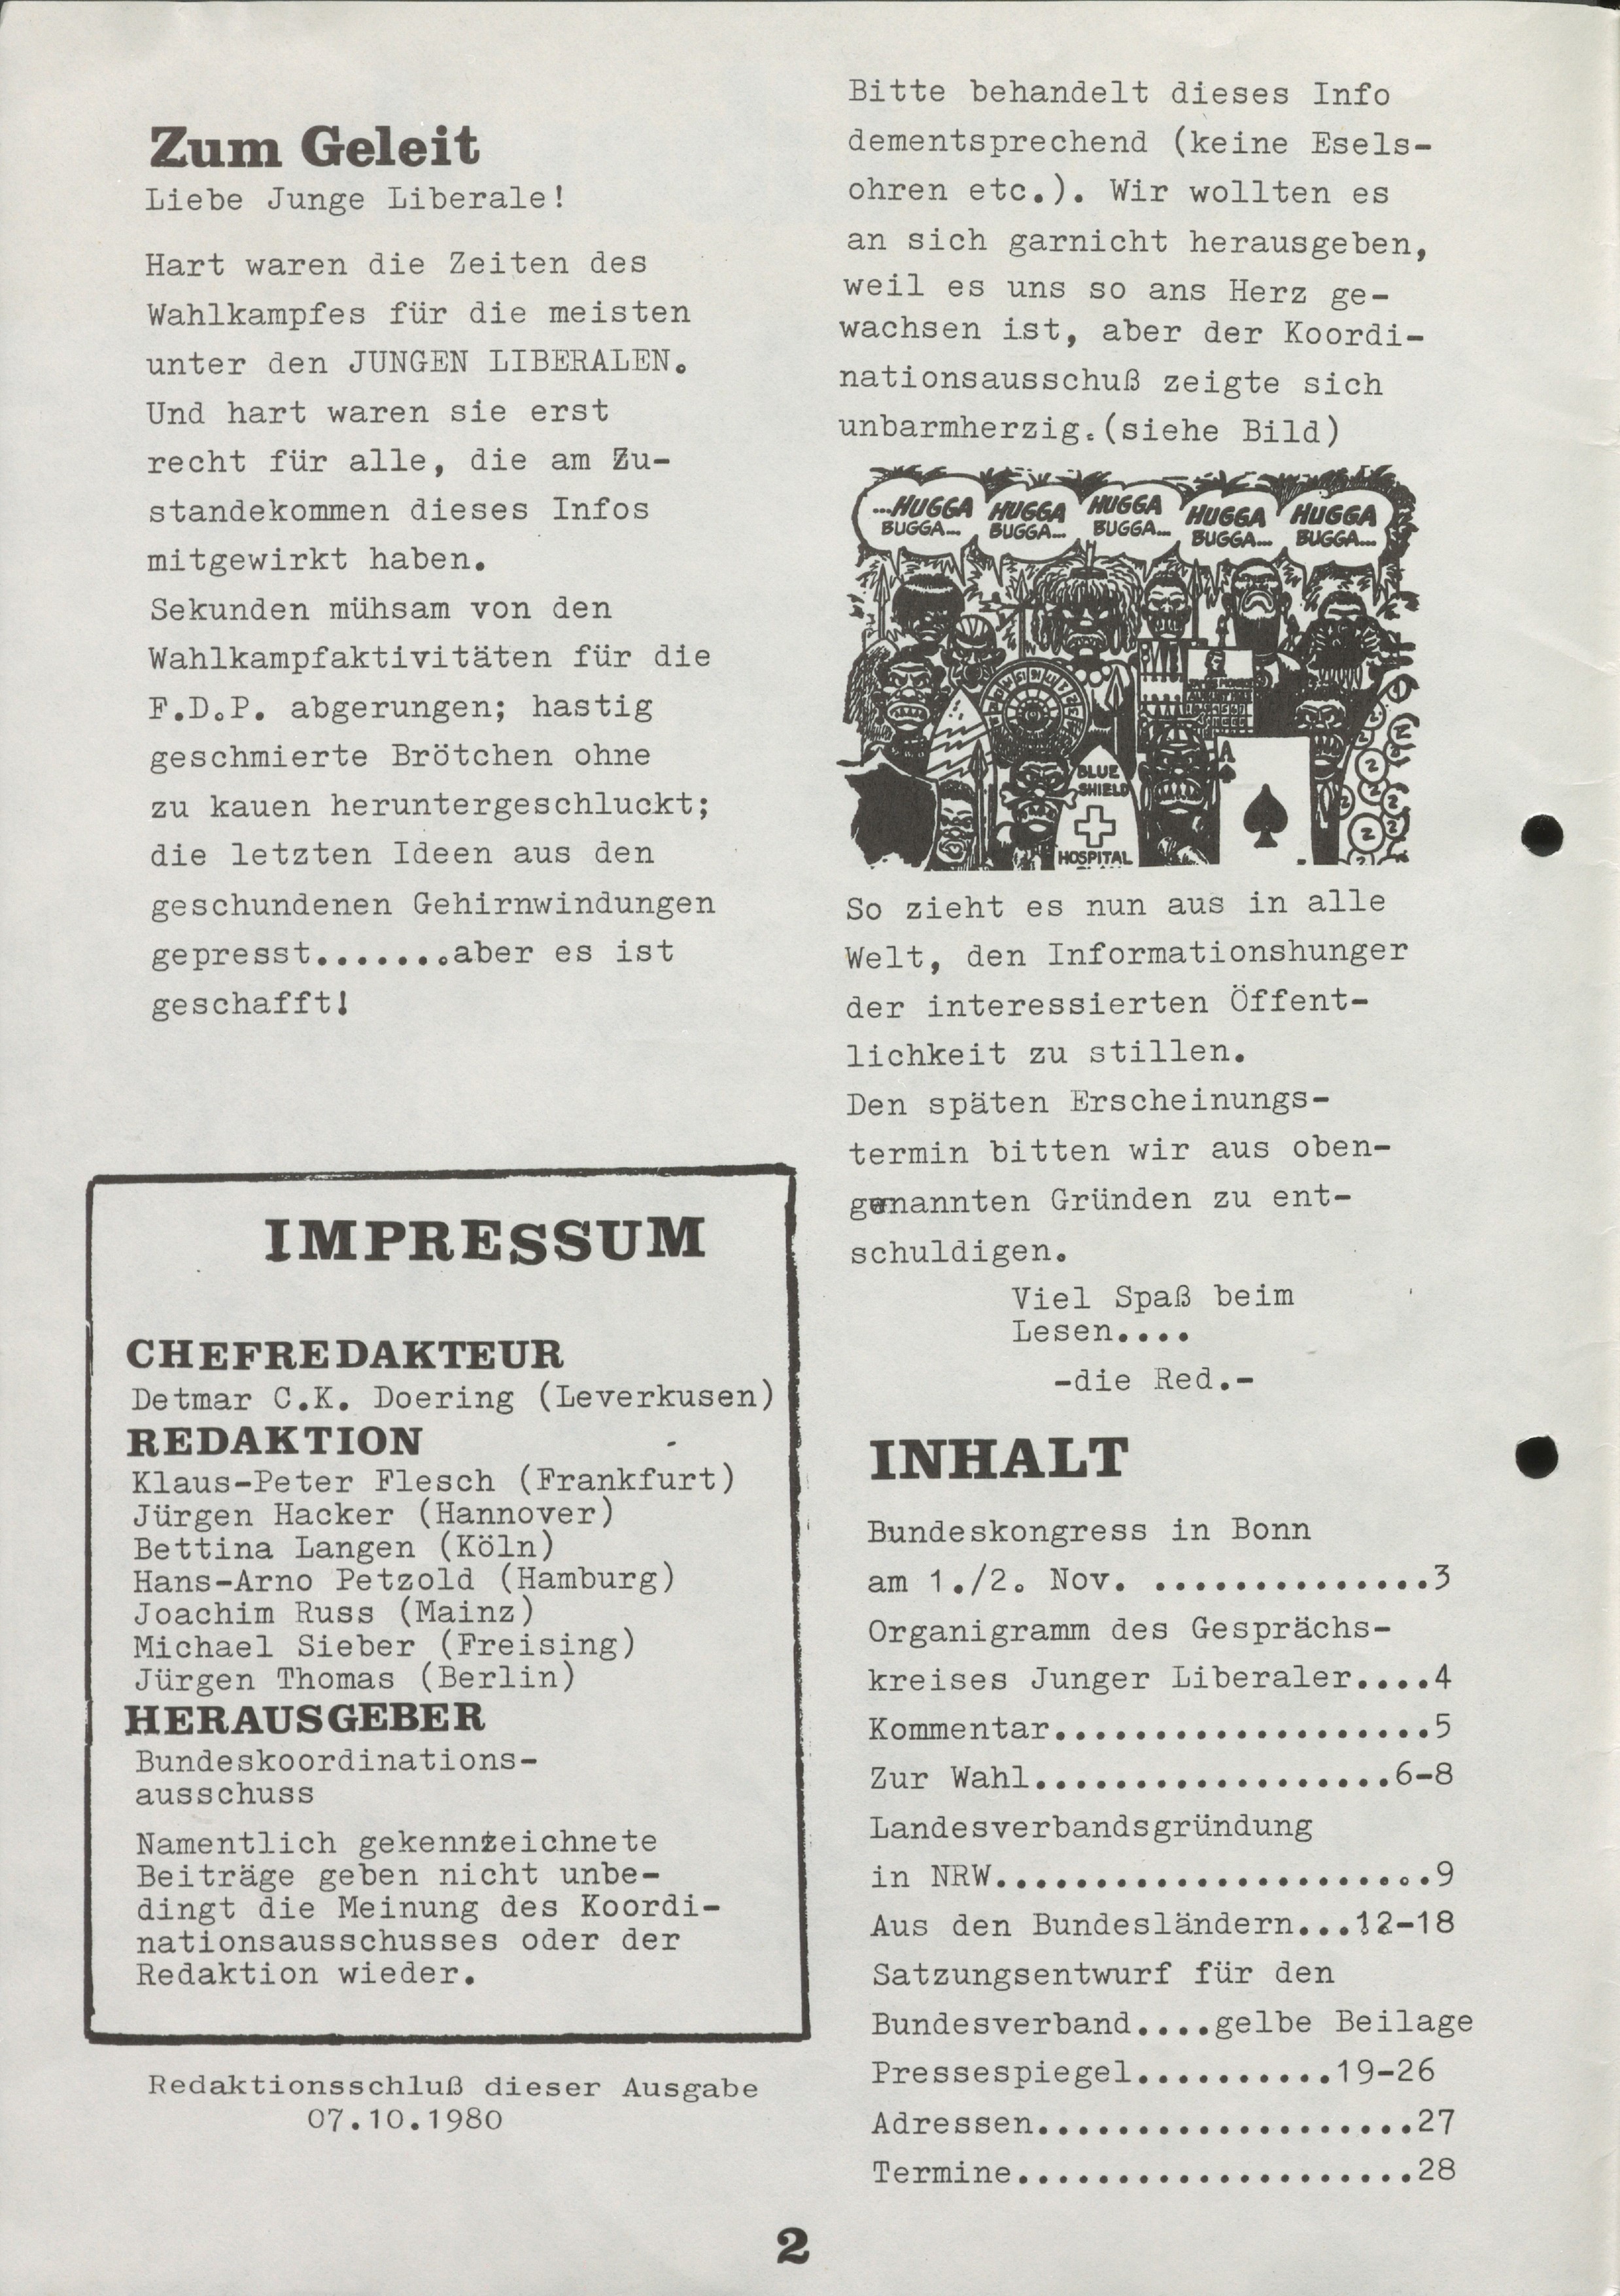 Zum Geleit
Liebe Junge Liberale!
Hart waren die Zeiten des
Wahlkampfes für die meisten
unter den JUNGEN LIBERALEN.
Und hart waren sie erst
recht für alle, die am Zu-
standekommen dieses Infos
mitgewirkt haben.
Sekunden mühsam von den
Wahlkampfaktivitäten für die
F.D.P. abgerungen; hastig
geschmierte Brötchen ohne
zu kauen heruntergeschluckt;
die letzten Ideen aus den
geschundenen Gehirnwindungen
gepresst.......aber es ist
geschafft!
IMPRESSUM
CHEFREDAKTEUR
Detmar C.K. Doering (Leverkusen)
REDAKTION
Klaus-Peter Flesch (Frankfurt)
Jürgen Hacker (Hannover)
Bettina Langen (Köln)
Hans-Arno Petzold (Hamburg)
Joachim Russ (Mainz)
Michael Sieber (Freising)
Jürgen Thomas (Berlin)
HERAUSGEBER
Bundeskoordinations-
ausschuss
Namentlich gekennzeichnete
Beiträge geben nicht unbe-
dingt die Meinung des Koordi-
nationsausschusses oder der
Redaktion wieder.
Redaktionsschluß dieser Ausgabe
07.10.1980
Bitte behandelt dieses Info
dementsprechend (keine Esels-
ohren etc.). Wir wollten es
an sich garnicht herausgeben,
weil es uns so ans Herz ge-
wachsen ist, aber der Koordi-
nationsausschuß zeigte sich
unbarmherzig.(siehe Bild)
...HUGGA BUGGA...
HUGGA BUGGA...
HUGGA BUGGA...
HUGGA BUGGA...
HUGGA BUGGA...
BLUE
SHIELD
HOSPITAL
A
So zieht es nun aus in alle
Welt, den Informationshunger
der interessierten Öffent-
lichkeit zu stillen.
Den späten Erscheinungs-
termin bitten wir aus oben-
genannten Gründen zu ent-
schuldigen.
Viel Spaß beim
Lesen....
-die Red.-
INHALT
Bundeskongress in Bonn
am 1./2. Nov. ..............3
Organigramm des Gesprächs-
kreises Junger Liberaler....4
Kommentar...................5
Zur Wahl..................6-8
Landesverbandsgründung
in NRW......................9
Aus den Bundesländern...12-18
Satzungsentwurf für den
Bundesverband....gelbe Beilage
Pressespiegel..........19-26
Adressen...................27
Termine....................28
2